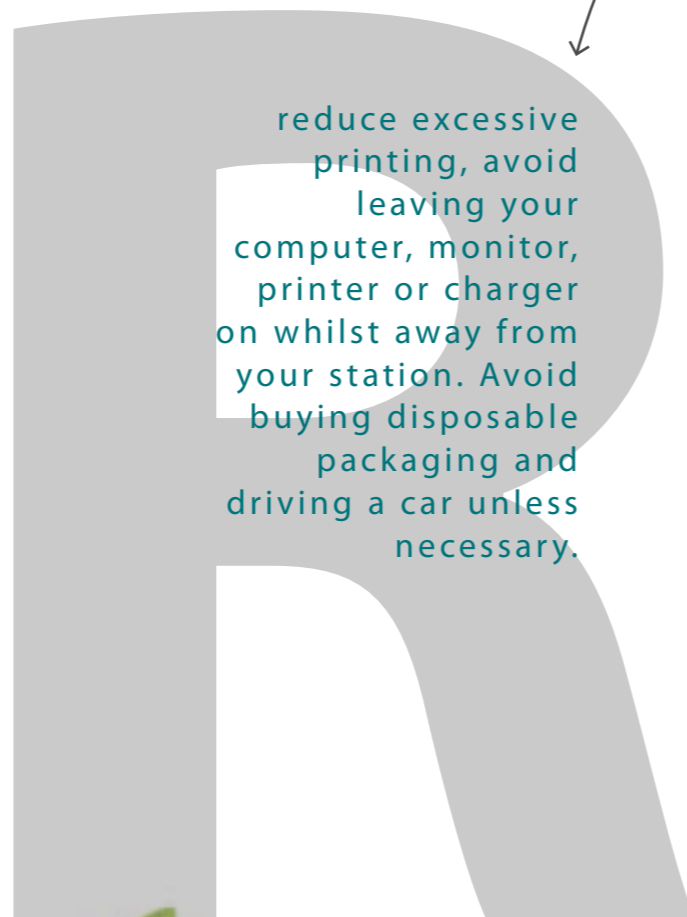 R
reduce excessive
printing, avoid
leaving your
computer, monitor,
printer or charger
on whilst away from
your station. Avoid
buying disposable
packaging and
driving a car unless
necessary.